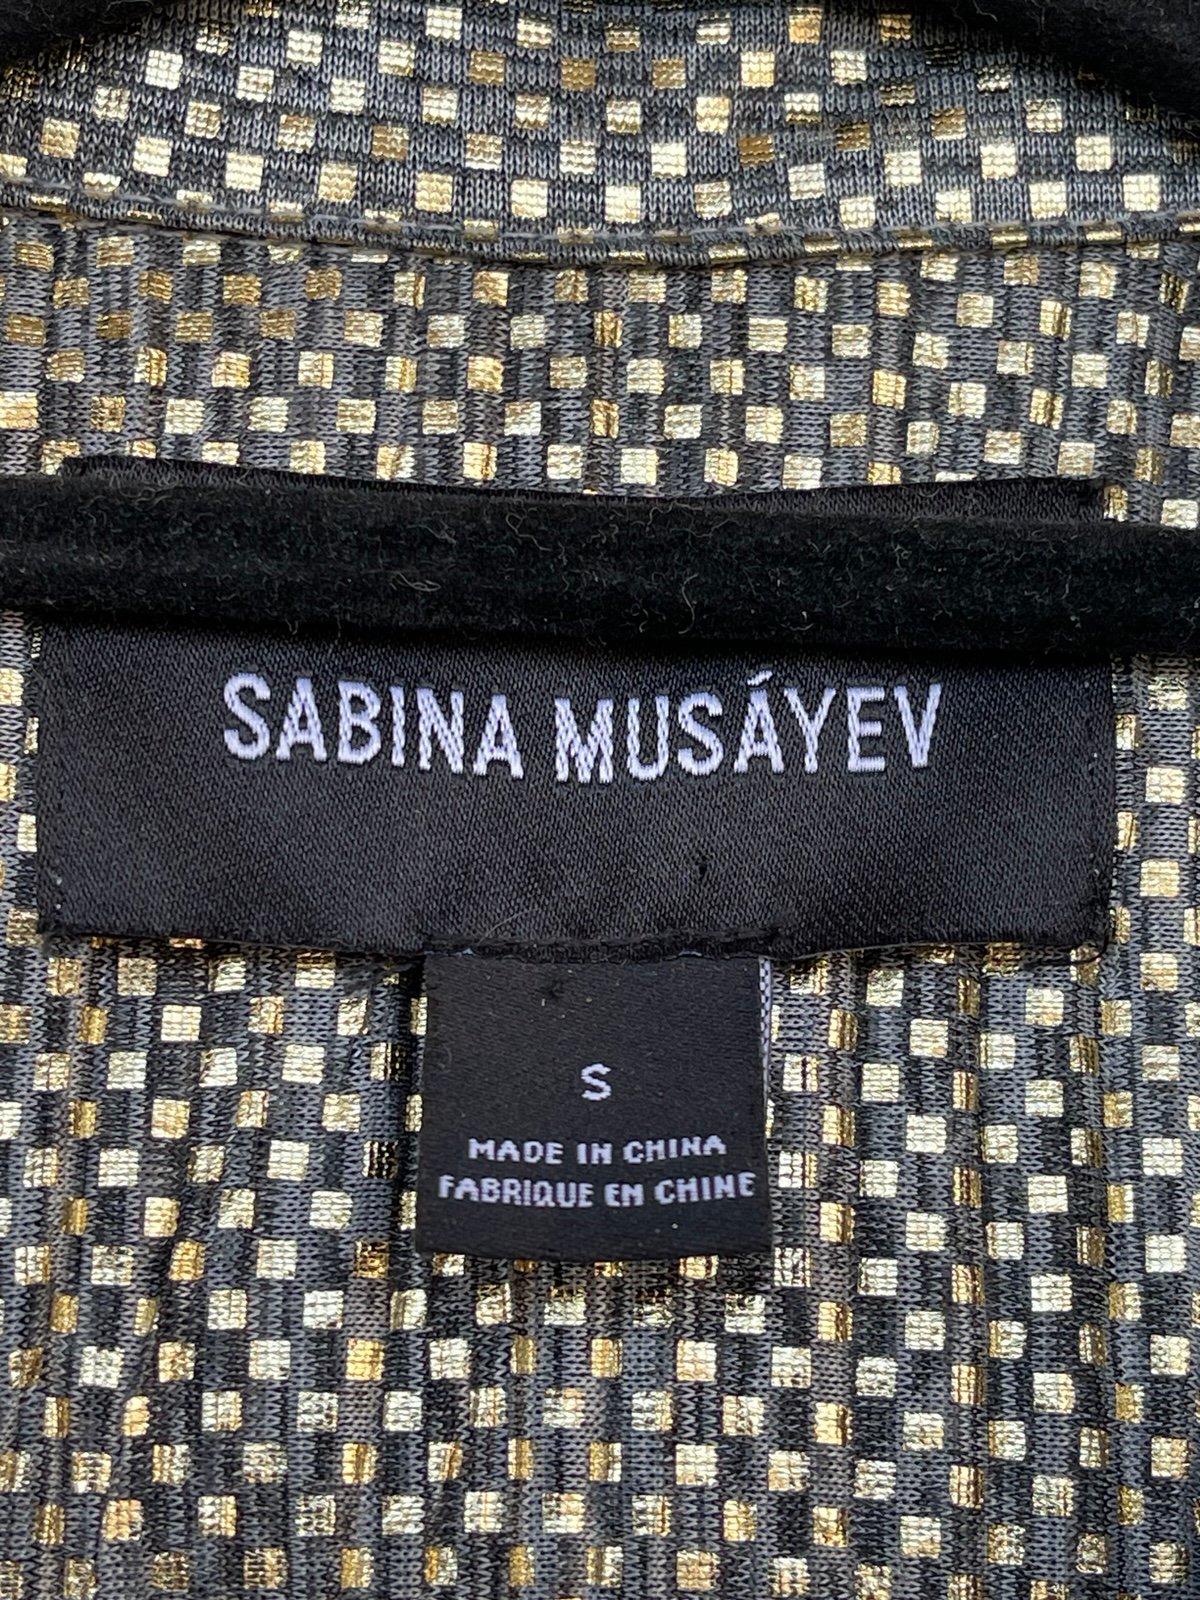 SABINA MUSÁYEV
S
MADE IN CHINA
FABRIQUE EN CHINE